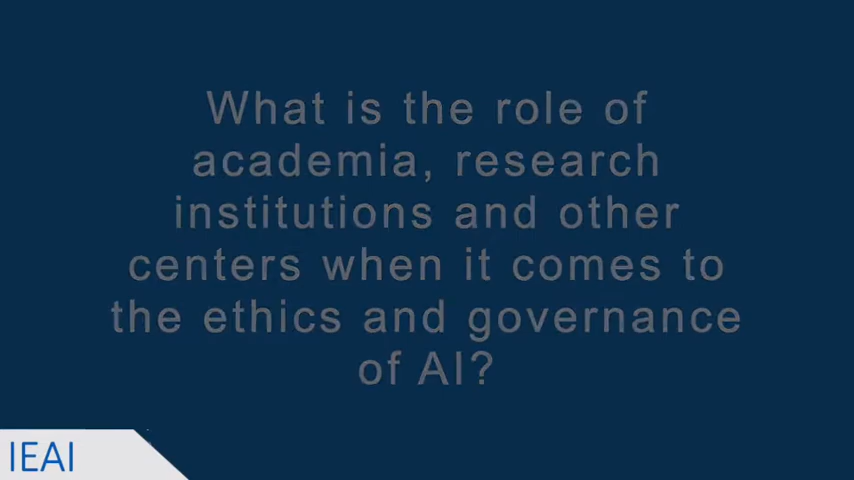 What is the role of
academia, research
institutions and other
centers when it comes to
the ethics and governance
of AI?
IEAI